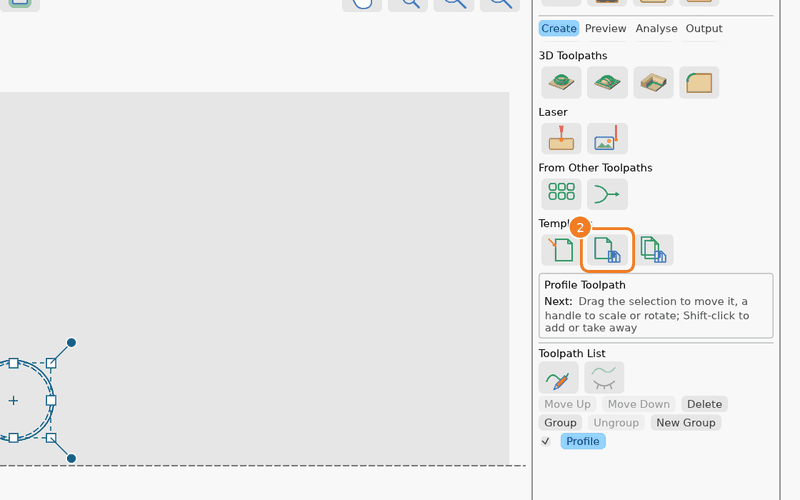 Create Preview Analyse Output
3D Toolpaths
Laser
From Other Toolpaths
2
Profile Toolpath
Next: Drag the selection to move it, a
handle to scale or rotate; Shift-click to
add or take away
Toolpath List
Move Up Move Down Delete
Group Ungroup New Group
Profile